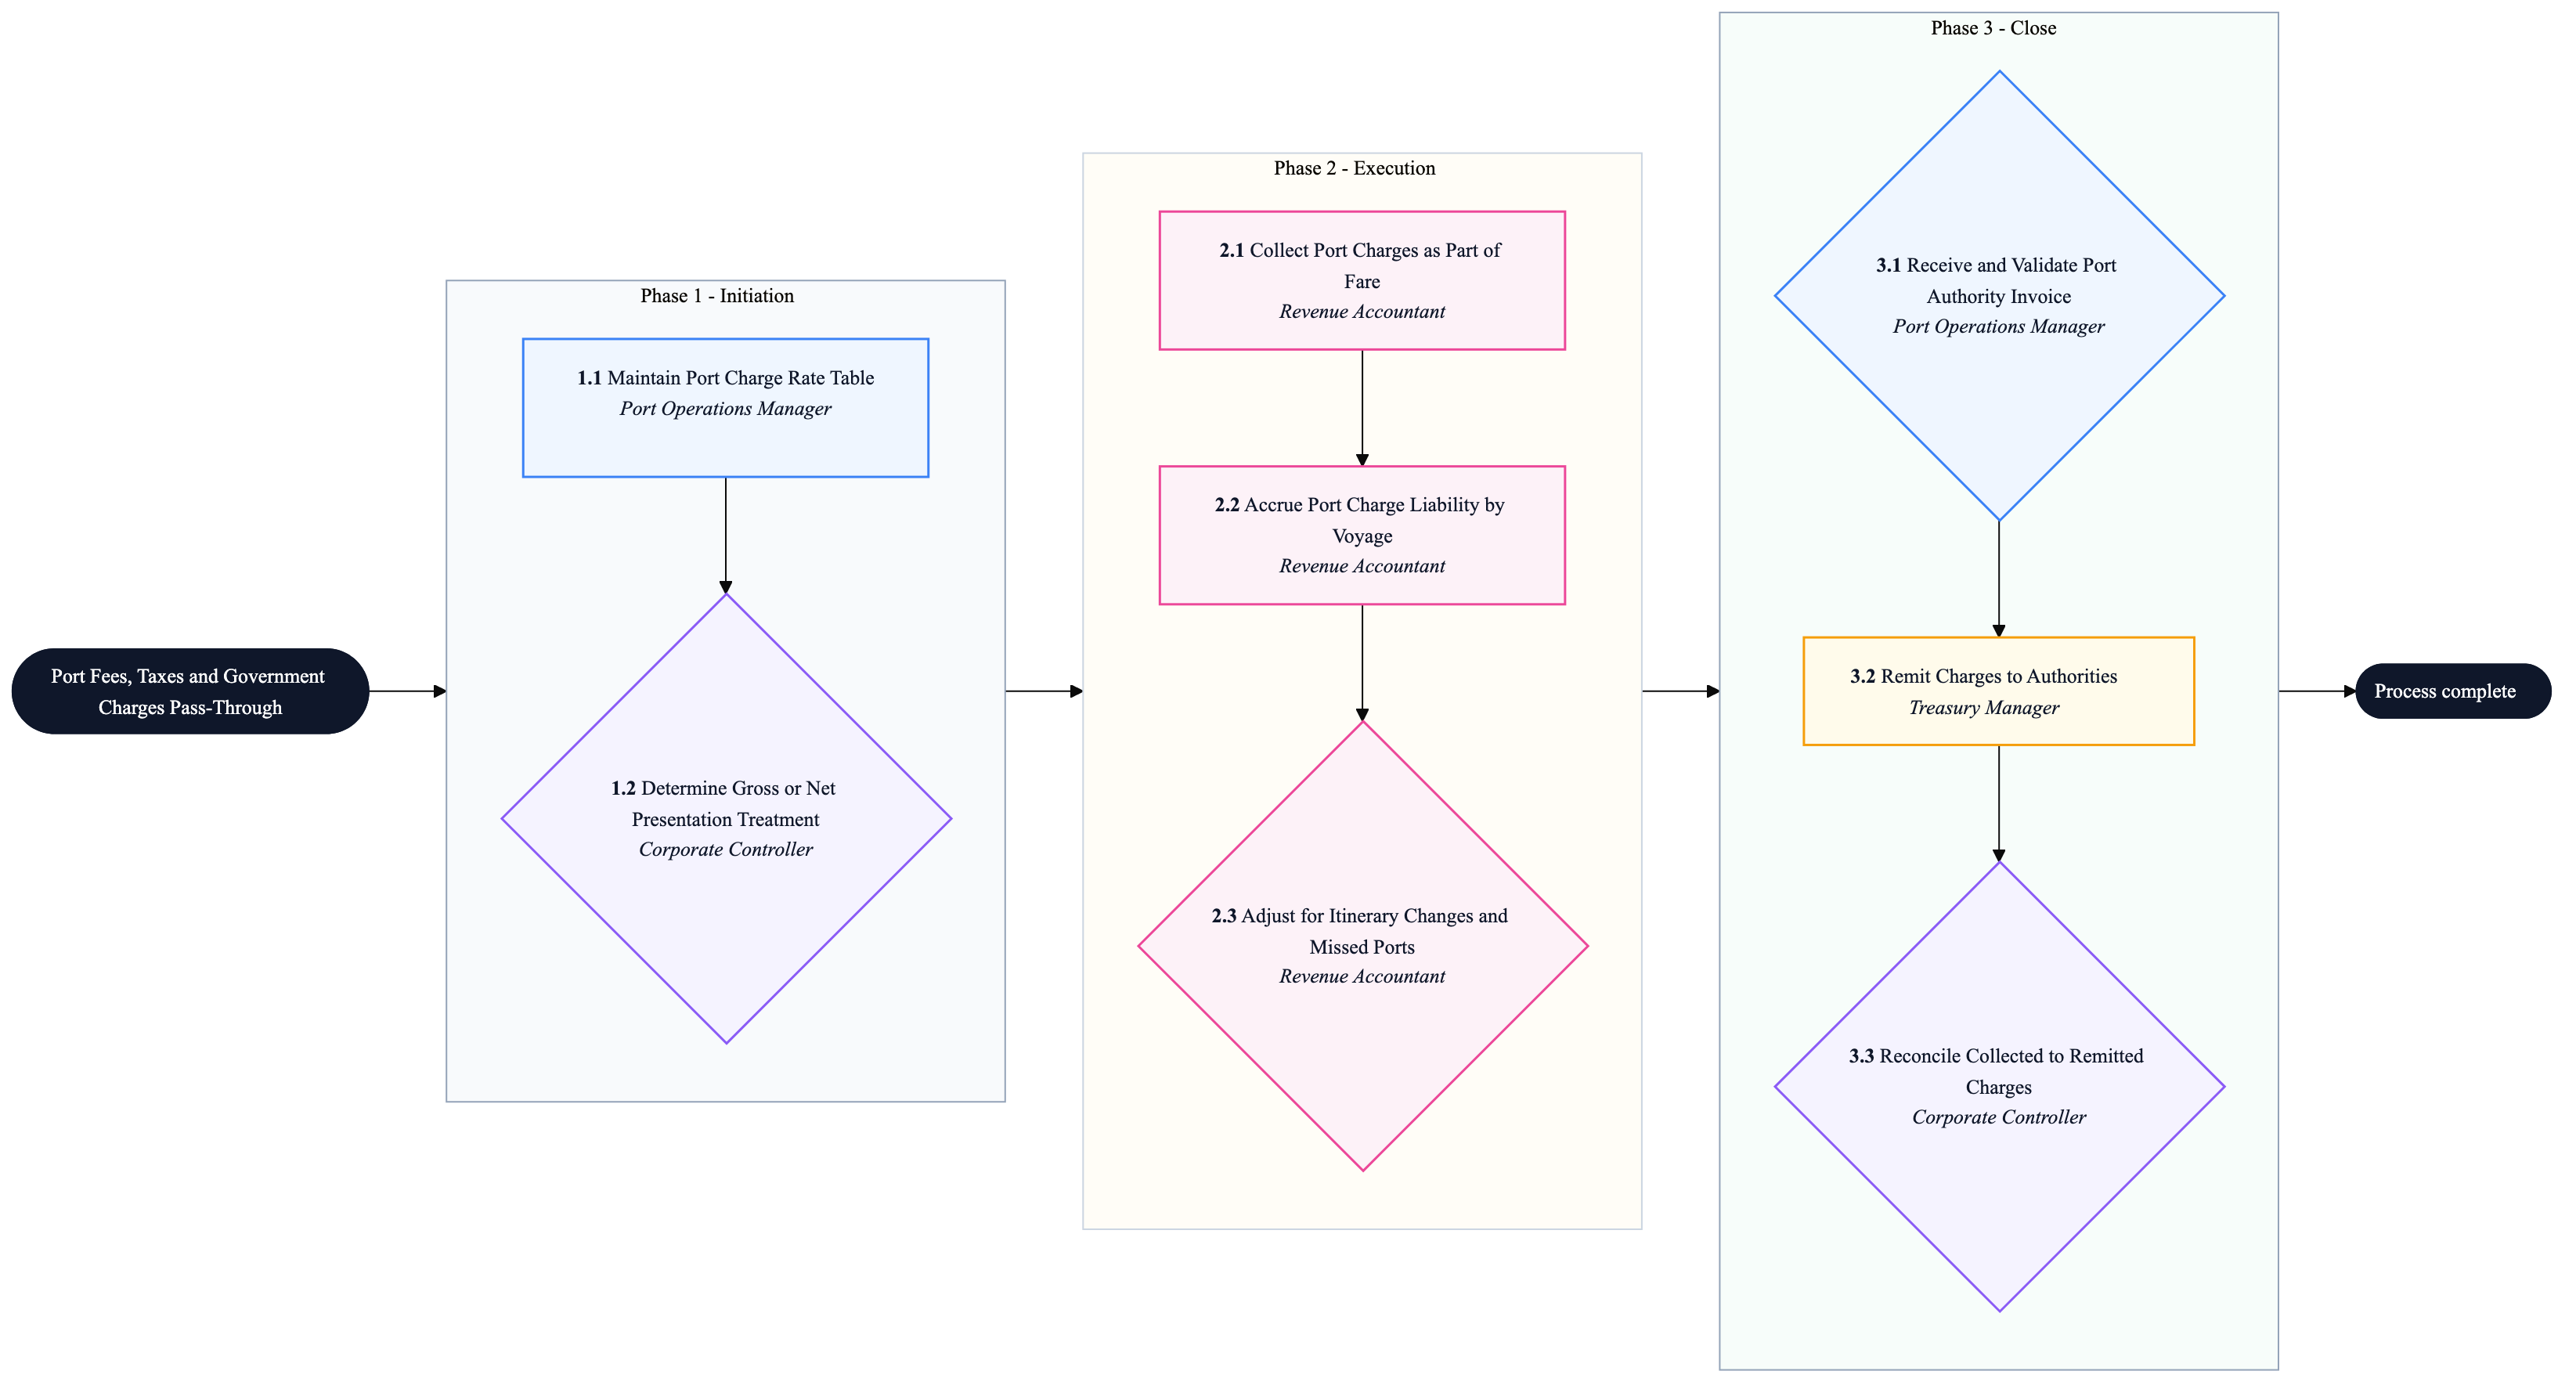 Port Fees, Taxes and Government
Charges Pass-Through
Phase 1 - Initiation
1.1 Maintain Port Charge Rate Table
Port Operations Manager
1.2 Determine Gross or Net
Presentation Treatment
Corporate Controller
Phase 2 - Execution
2.1 Collect Port Charges as Part of
Fare
Revenue Accountant
2.2 Accrue Port Charge Liability by
Voyage
Revenue Accountant
2.3 Adjust for Itinerary Changes and
Missed Ports
Revenue Accountant
Phase 3 - Close
3.1 Receive and Validate Port
Authority Invoice
Port Operations Manager
3.2 Remit Charges to Authorities
Treasury Manager
3.3 Reconcile Collected to Remitted
Charges
Corporate Controller
Process complete